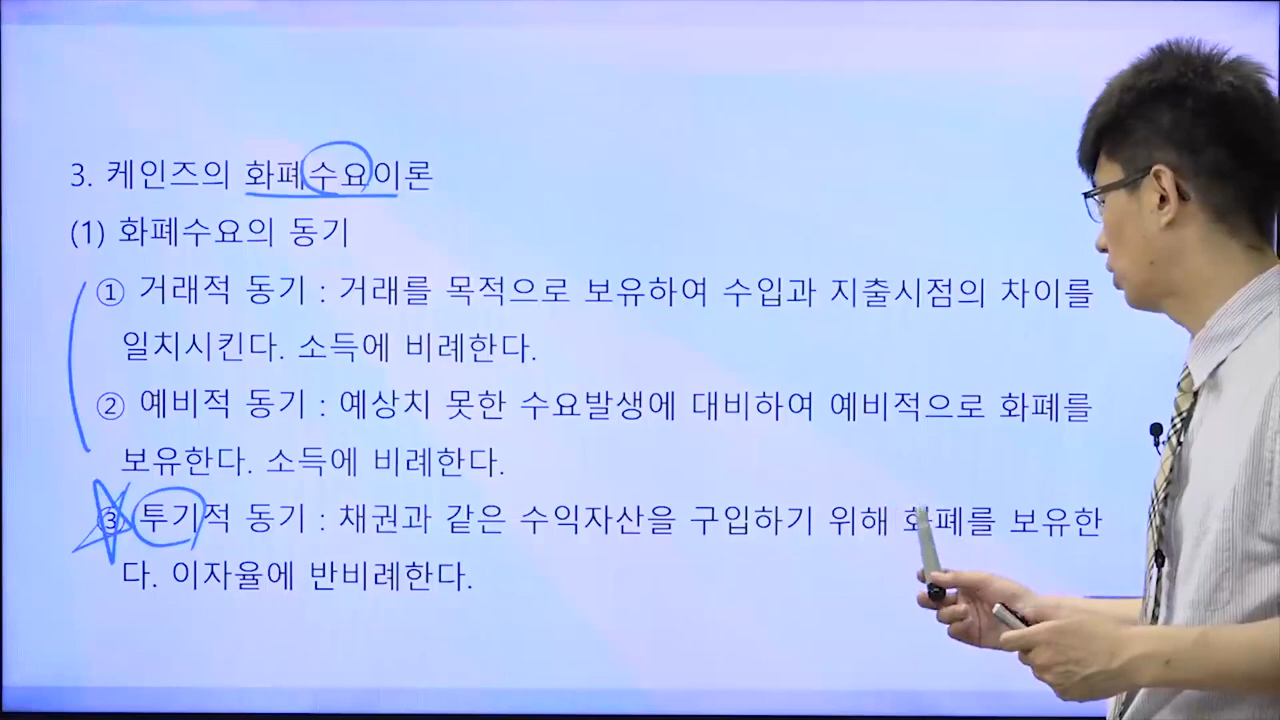 3. 케인즈의 화폐수요이론
(1) 화폐수요의 동기
① 거래적 동기 : 거래를 목적으로 보유하여 수입과 지출시점의 차이를
일치시킨다. 소득에 비례한다.
② 예비적 동기 : 예상치 못한 수요발생에 대비하여 예비적으로 화폐를
보유한다. 소득에 비례한다.
③ 투기적 동기 : 채권과 같은 수익자산을 구입하기 위해 화폐를 보유한
다. 이자율에 반비례한다.